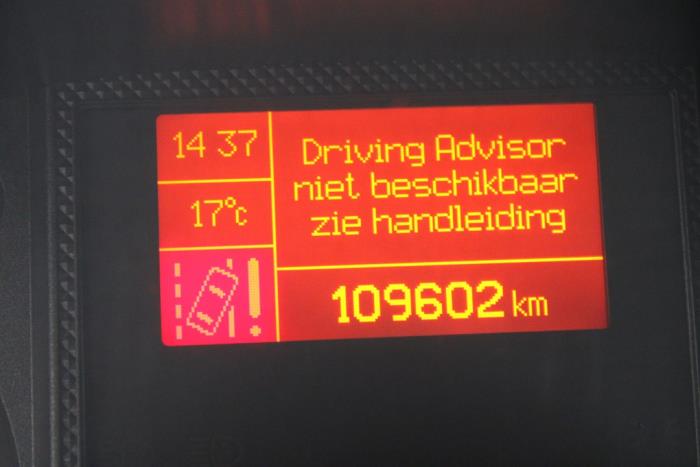 14 37
Driving Advisor
niet beschikbaar
zie handleiding
17°c
109602 km